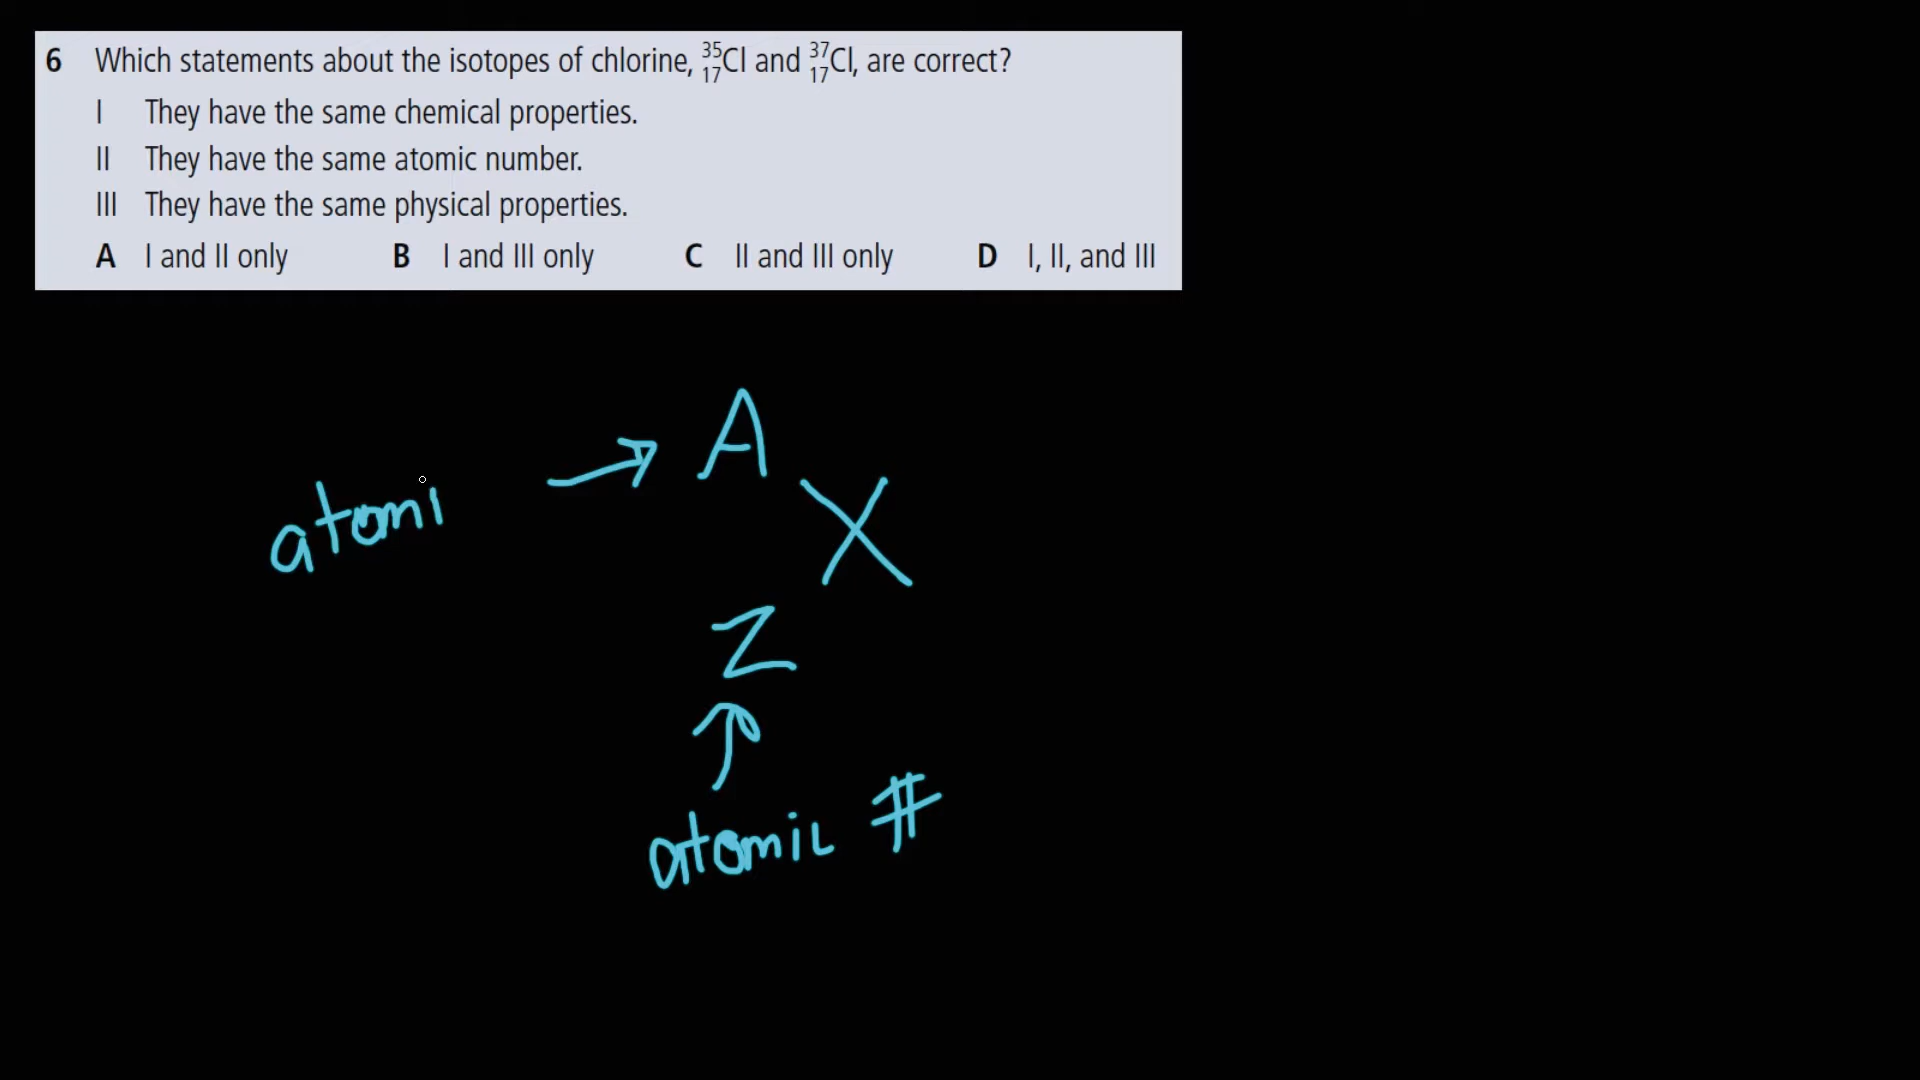 6 Which statements about the isotopes of chlorine, ³⁵₁₇Cl and ³⁷₁₇Cl, are correct?
I They have the same chemical properties.
II They have the same atomic number.
III They have the same physical properties.
A I and II only B I and III only C II and III only D I, II, and III
atomi → A
X
Z
↑
atomic #